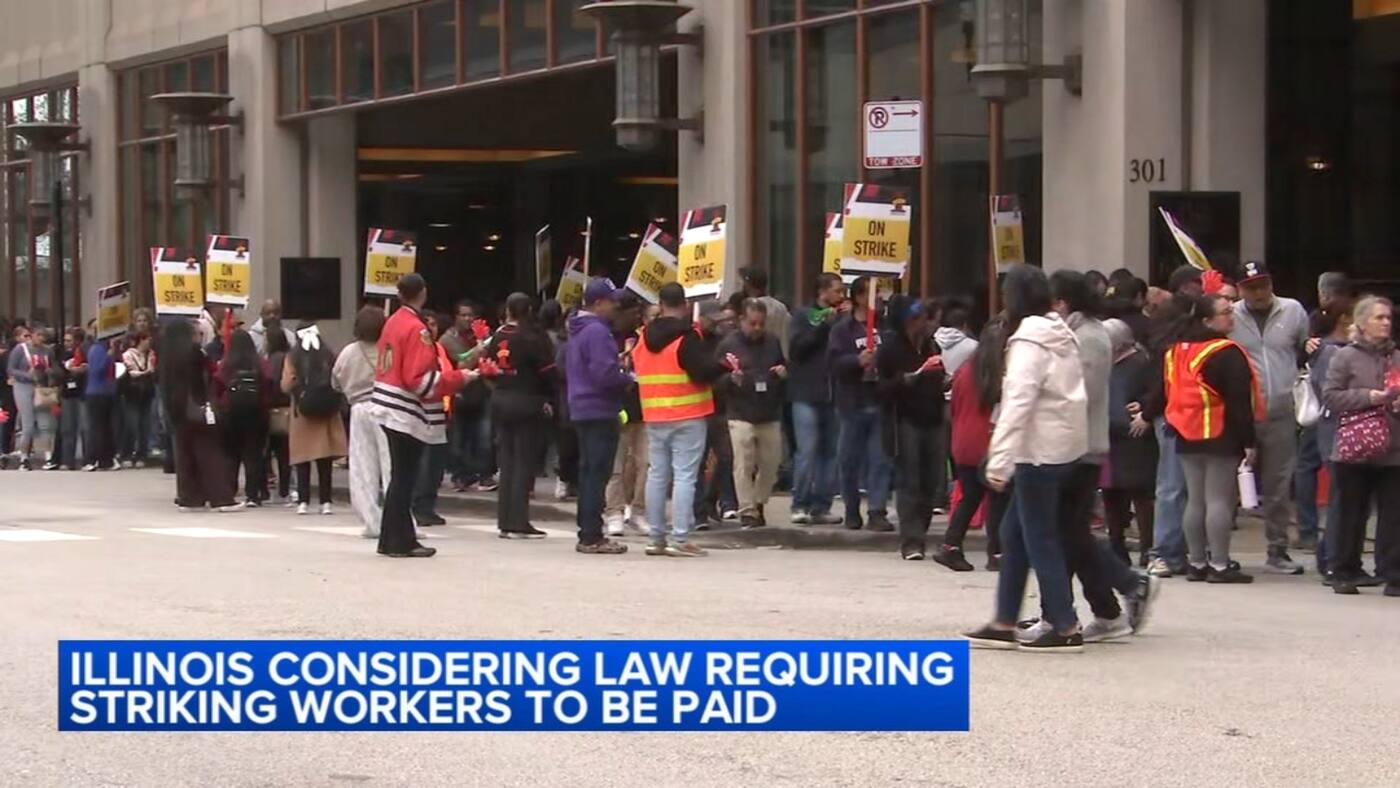 TOW ZONE
301
ON
STRIKE
ON
STRIKE
ON
STRIKE
ON
STRIKE
ON
STRIKE
ON
STRIKE
ILLINOIS CONSIDERING LAW REQUIRING
STRIKING WORKERS TO BE PAID